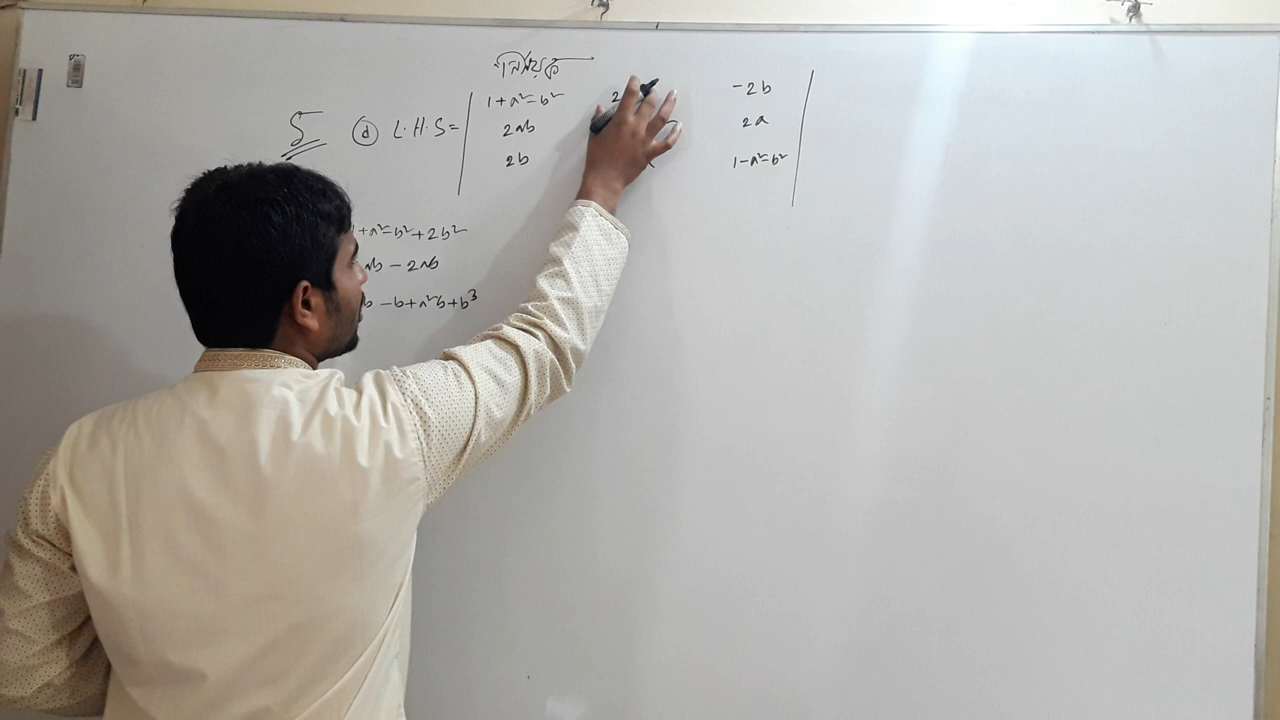 নির্ণায়ক
1+a²-b² 2 -2b
5 (d) L.H.S = 2ab 2a
2b 1-a²-b²
1+a²-b²+2b²
ab - 2ab
b - b + a²b + b³